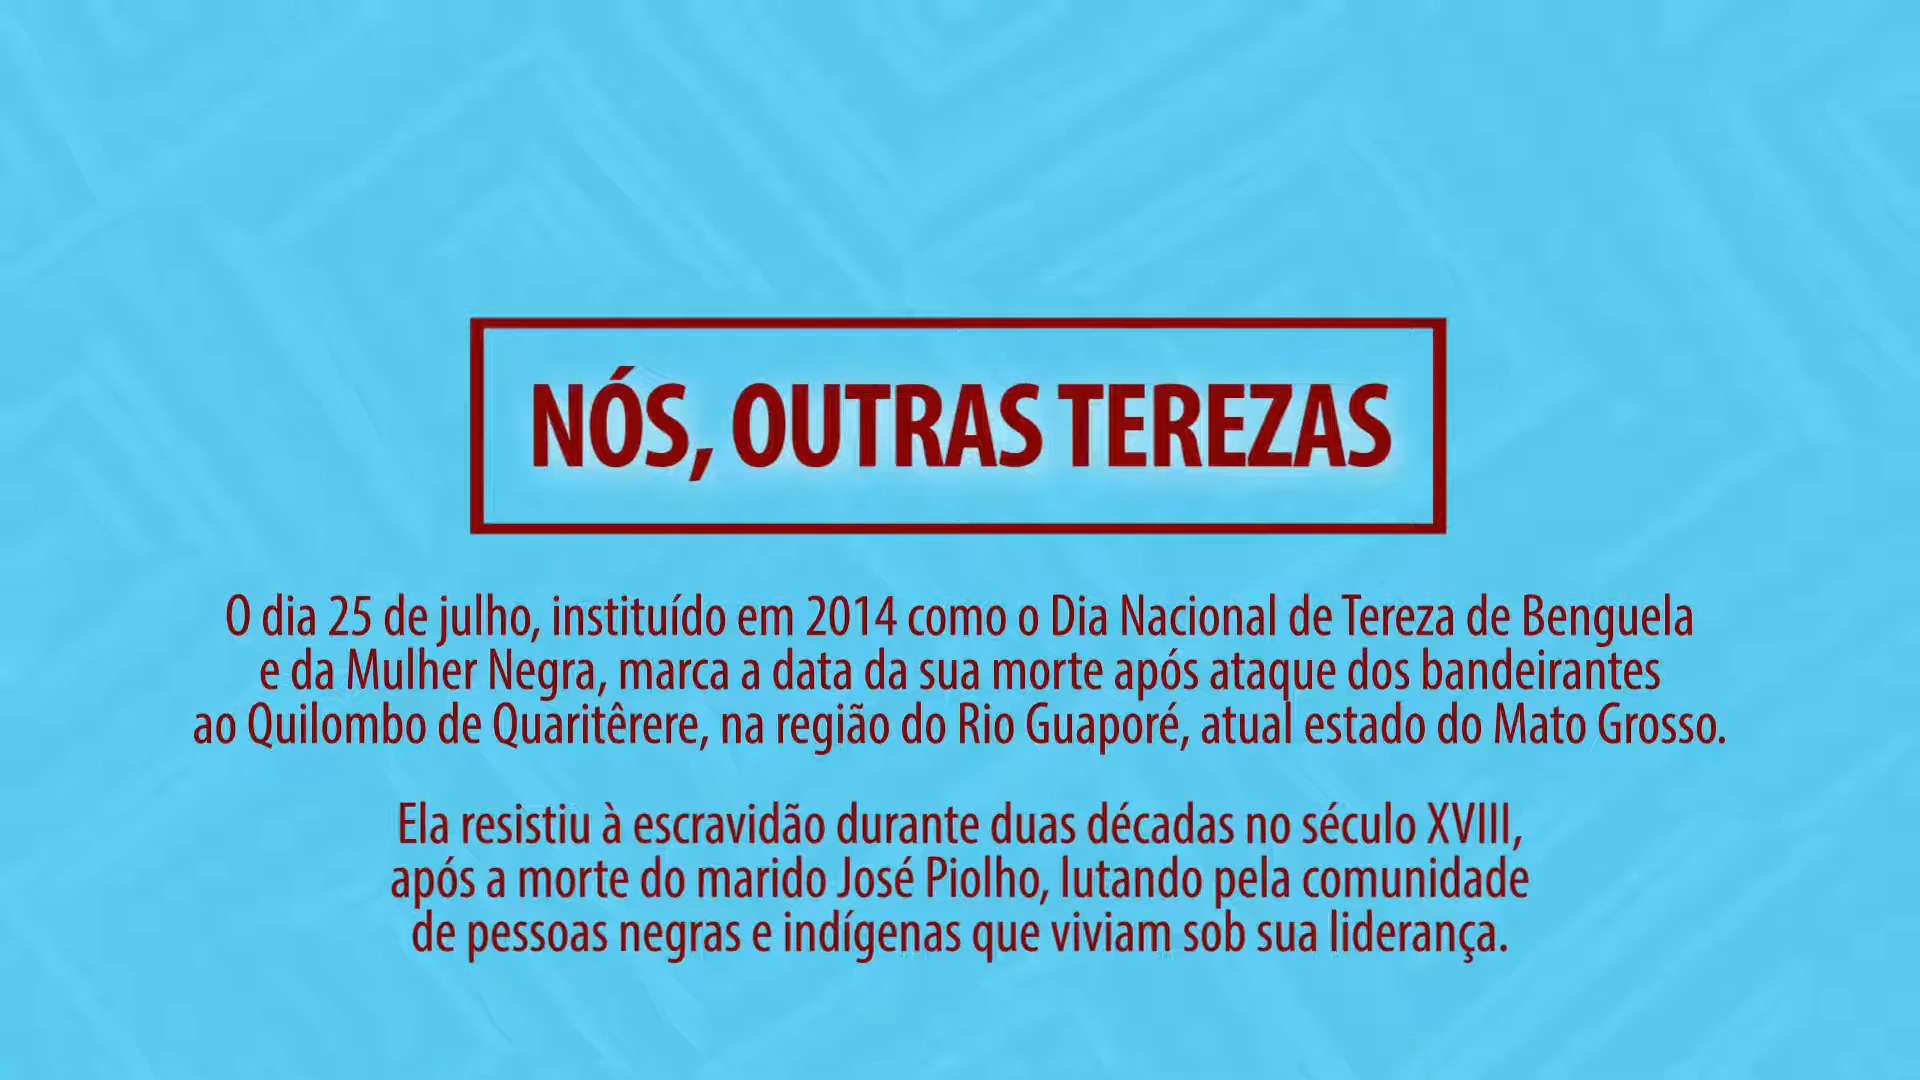 NÓS, OUTRAS TEREZAS
O dia 25 de julho, instituído em 2014 como o Dia Nacional de Tereza de Benguela
e da Mulher Negra, marca a data da sua morte após ataque dos bandeirantes
ao Quilombo de Quaritêrere, na região do Rio Guaporé, atual estado do Mato Grosso.
Ela resistiu à escravidão durante duas décadas no século XVIII,
após a morte do marido José Piolho, lutando pela comunidade
de pessoas negras e indígenas que viviam sob sua liderança.